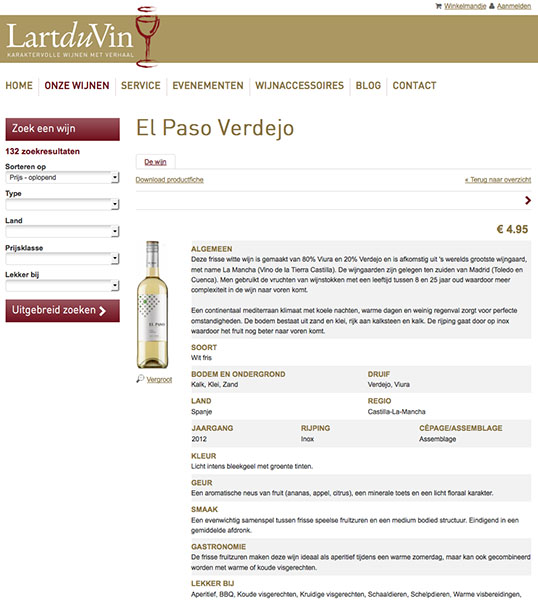 Winkelmandje Aanmelden
LartduVin
KARAKTERVOLLE WIJNEN MET VERHAAL
HOME ONZE WIJNEN SERVICE EVENEMENTEN WIJNACCESSOIRES BLOG CONTACT
Zoek een wijn
132 zoekresultaten
Sorteren op
Prijs - oplopend
Type
Land
Prijsklasse
Lekker bij
Uitgebreid zoeken
El Paso Verdejo
De wijn
Download productfiche « Terug naar overzicht
€ 4.95
EL PASO
Vergroot
ALGEMEEN
Deze frisse witte wijn is gemaakt van 80% Viura en 20% Verdejo en is afkomstig uit 's werelds grootste wijngaard,
met name La Mancha (Vino de la Tierra Castilla). De wijngaarden zijn gelegen ten zuiden van Madrid (Toledo en
Cuenca). Men gebruikt de vruchten van wijnstokken met een leeftijd tussen 8 en 25 jaar oud waardoor meer
complexiteit in de wijn naar voren komt.
Een continentaal mediterraan klimaat met koele nachten, warme dagen en weinig regenval zorgt voor perfecte
omstandigheden. De bodem bestaat uit zand en klei, rijk aan kalksteen en kalk. De rijping gaat door op inox
waardoor het fruit nog beter naar voren komt.
SOORT
Wit fris
BODEM EN ONDERGROND DRUIF
Kalk, Klei, Zand Verdejo, Viura
LAND REGIO
Spanje Castilla-La-Mancha
JAARGANG RIJPING CÉPAGE/ASSEMBLAGE
2012 Inox Assemblage
KLEUR
Licht intens bleekgeel met groente tinten.
GEUR
Een aromatische neus van fruit (ananas, appel, citrus), een minerale toets en een licht floraal karakter.
SMAAK
Een evenwichtig samenspel tussen frisse speelse fruitzuren en een medium bodied structuur. Eindigend in een
gemiddelde afdronk.
GASTRONOMIE
De frisse fruitzuren maken deze wijn ideaal als aperitief tijdens een warme zomerdag, maar kan ook gecombineerd
worden met warme of koude visgerechten.
LEKKER BIJ
Aperitief, BBQ, Koude visgerechten, Kruidige visgerechten, Schaaldieren, Schelpdieren, Warme visbereidingen,